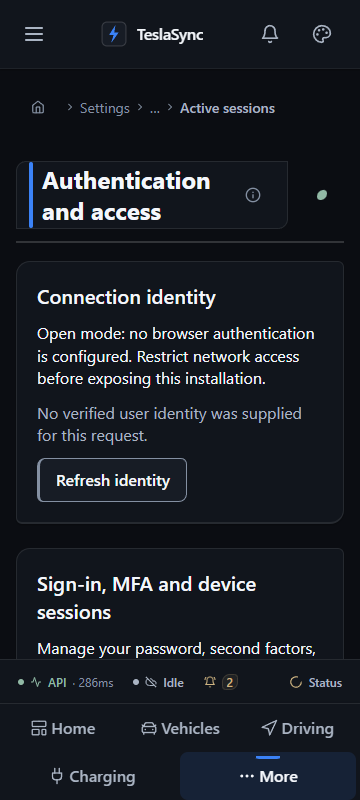 TeslaSync
Settings
...
Active sessions
Authentication
and access
Connection identity
Open mode: no browser authentication
is configured. Restrict network access
before exposing this installation.
No verified user identity was supplied
for this request.
Refresh identity
Sign-in, MFA and device
sessions
Manage your password, second factors,
API · 286ms
Idle
2
Status
Home
Vehicles
Driving
Charging
More